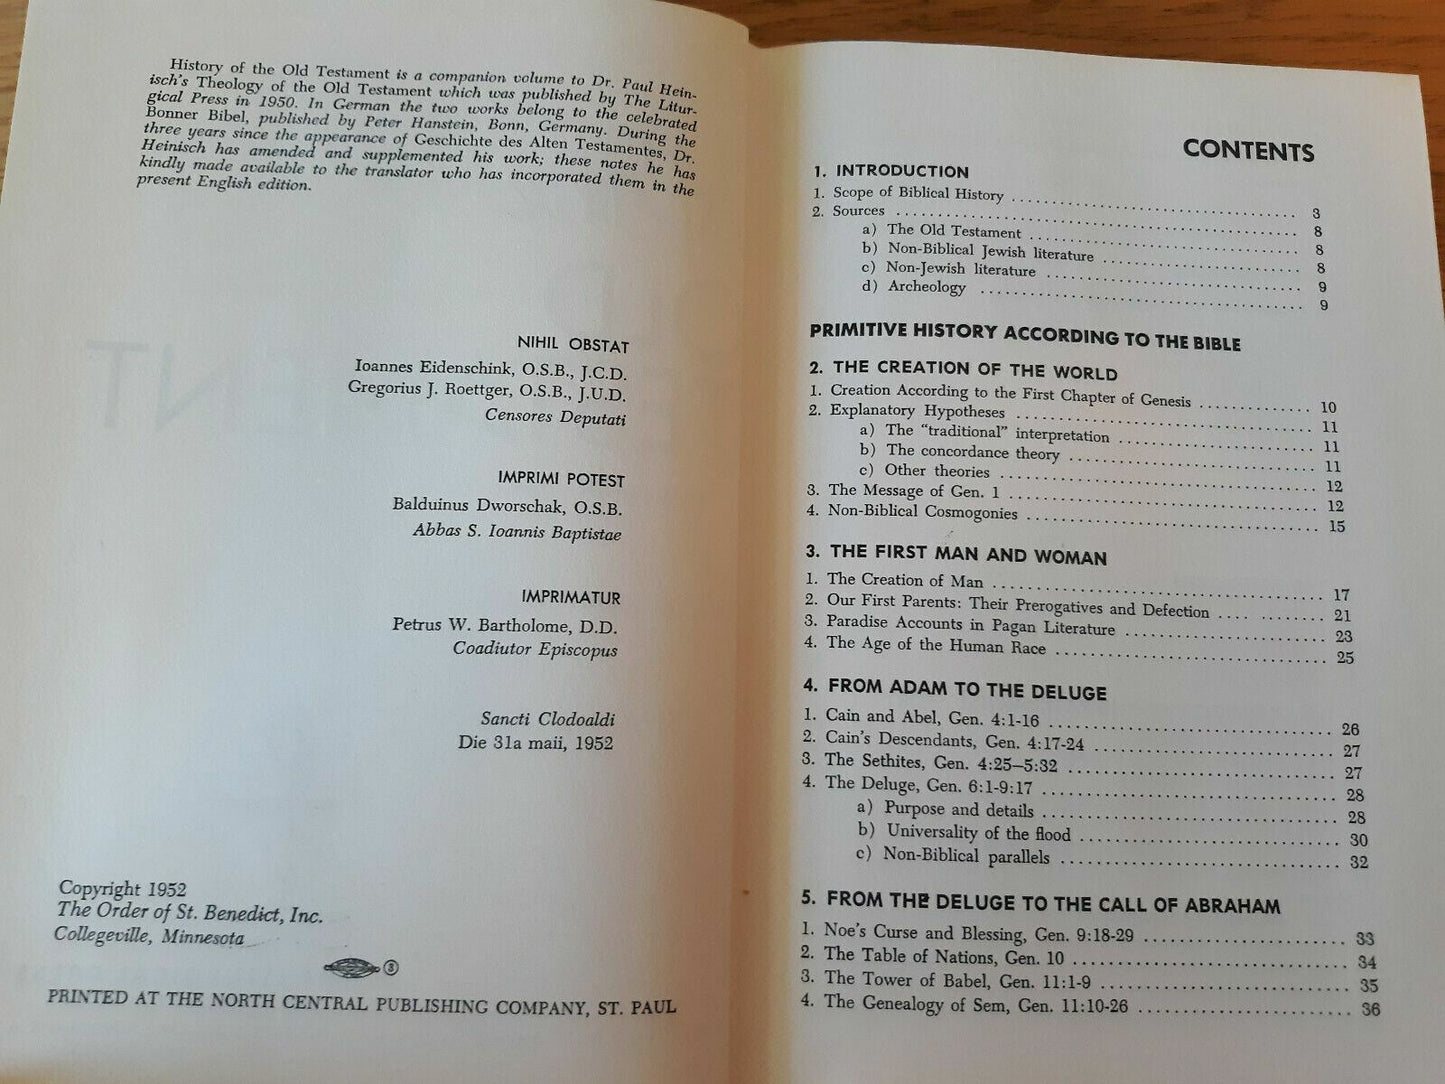 History of the Old Testament is a companion volume to Dr. Paul Hein-
isch's Theology of the Old Testament which was published by The Litur-
gical Press in 1950. In German the two works belong to the celebrated
Bonner Bibel, published by Peter Hanstein, Bonn, Germany. During the
three years since the appearance of Geschichte des Alten Testamentes, Dr.
Heinisch has amended and supplemented his work; these notes he has
kindly made available to the translator who has incorporated them in the
present English edition.
NIHIL OBSTAT
Ioannes Eidenschink, O.S.B., J.C.D.
Gregorius J. Roettger, O.S.B., J.U.D.
Censores Deputati
IMPRIMI POTEST
Balduinus Dworschak, O.S.B.
Abbas S. Ioannis Baptistae
IMPRIMATUR
Petrus W. Bartholome, D.D.
Coadiutor Episcopus
Sancti Clodoaldi
Die 31a maii, 1952
Copyright 1952
The Order of St. Benedict, Inc.
Collegeville, Minnesota
3
PRINTED AT THE NORTH CENTRAL PUBLISHING COMPANY, ST. PAUL
CONTENTS
1. INTRODUCTION
1. Scope of Biblical History 3
2. Sources 8
a) The Old Testament 8
b) Non-Biblical Jewish literature 8
c) Non-Jewish literature 9
d) Archeology 9
PRIMITIVE HISTORY ACCORDING TO THE BIBLE
2. THE CREATION OF THE WORLD
1. Creation According to the First Chapter of Genesis 10
2. Explanatory Hypotheses 11
a) The "traditional" interpretation 11
b) The concordance theory 11
c) Other theories 12
3. The Message of Gen. 1 12
4. Non-Biblical Cosmogonies 15
3. THE FIRST MAN AND WOMAN
1. The Creation of Man 17
2. Our First Parents: Their Prerogatives and Defection 21
3. Paradise Accounts in Pagan Literature 23
4. The Age of the Human Race 25
4. FROM ADAM TO THE DELUGE
1. Cain and Abel, Gen. 4:1-16 26
2. Cain's Descendants, Gen. 4:17-24 27
3. The Sethites, Gen. 4:25–5:32 27
4. The Deluge, Gen. 6:1-9:17 28
a) Purpose and details 28
b) Universality of the flood 30
c) Non-Biblical parallels 32
5. FROM THE DELUGE TO THE CALL OF ABRAHAM
1. Noe's Curse and Blessing, Gen. 9:18-29 33
2. The Table of Nations, Gen. 10 34
3. The Tower of Babel, Gen. 11:1-9 35
4. The Genealogy of Sem, Gen. 11:10-26 36